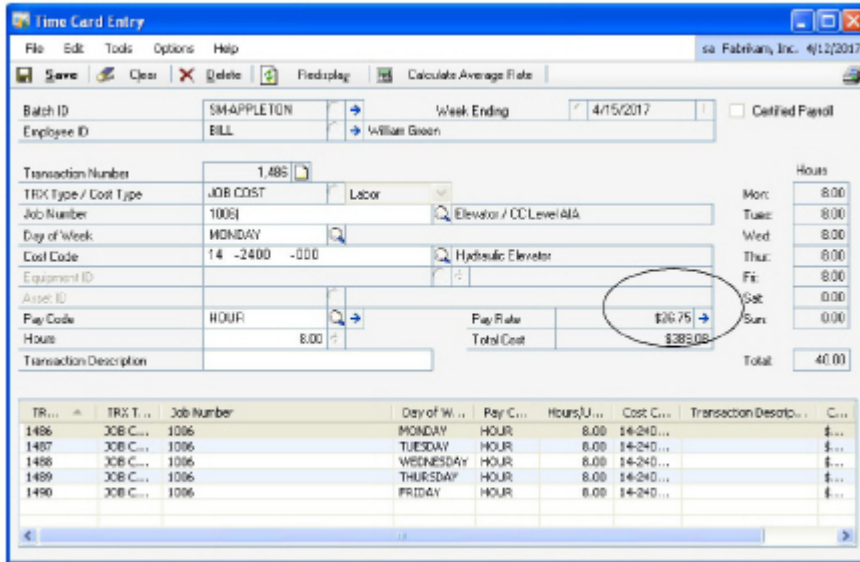 Time Card Entry
File Edit Tools Options Help sa Fabrikam, Inc. 4/12/2017
Save Clear Delete Redisplay Calculate Average Rate
Batch ID SM-APPLETON Week Ending 4/15/2017 Certified Payroll
Employee ID BILL William Green
Transaction Number 1,486 Hours
TRX Type / Cost Type JOB COST Labor Mon: 8.00
Job Number 1006 Elevator / CC Level AIA Tues: 8.00
Day of Week MONDAY Wed: 8.00
Cost Code 14 -2400 -000 Hydraulic Elevator Thur: 8.00
Equipment ID Fri: 8.00
Asset ID Sat: 0.00
Pay Code HOUR Pay Rate $26.75 Sun: 0.00
Hours 8.00 Total Cost $389.08
Transaction Description Total: 40.00
TR... TRX T... Job Number Day of W... Pay C... Hours/U... Cost C... Transaction Descrip... C...
1486 JOB C... 1006 MONDAY HOUR 8.00 14-240... $...
1487 JOB C... 1006 TUESDAY HOUR 8.00 14-240... $...
1488 JOB C... 1006 WEDNESDAY HOUR 8.00 14-240... $...
1489 JOB C... 1006 THURSDAY HOUR 8.00 14-240... $...
1490 JOB C... 1006 FRIDAY HOUR 8.00 14-240... $...